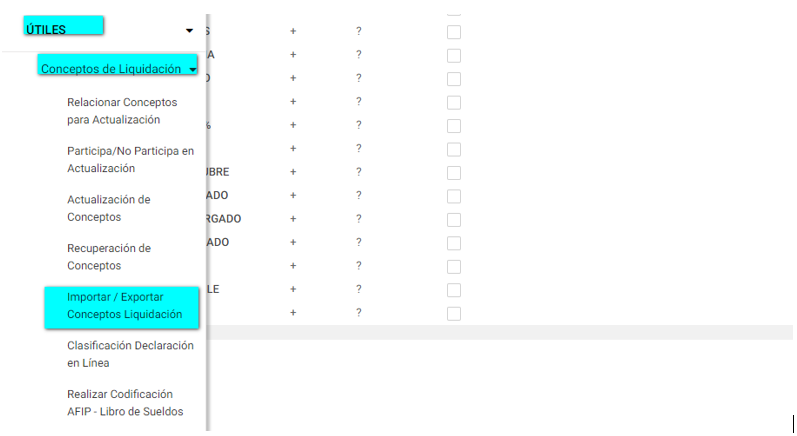 ÚTILES
Conceptos de Liquidación
Relacionar Conceptos
para Actualización
Participa/No Participa en
Actualización
Actualización de
Conceptos
Recuperación de
Conceptos
Importar / Exportar
Conceptos Liquidación
Clasificación Declaración
en Línea
Realizar Codificación
AFIP - Libro de Sueldos
S + ?
A + ?
O + ?
+ ?
% + ?
+ ?
UBRE + ?
ADO + ?
RGADO + ?
ADO + ?
+ ?
LE + ?
+ ?